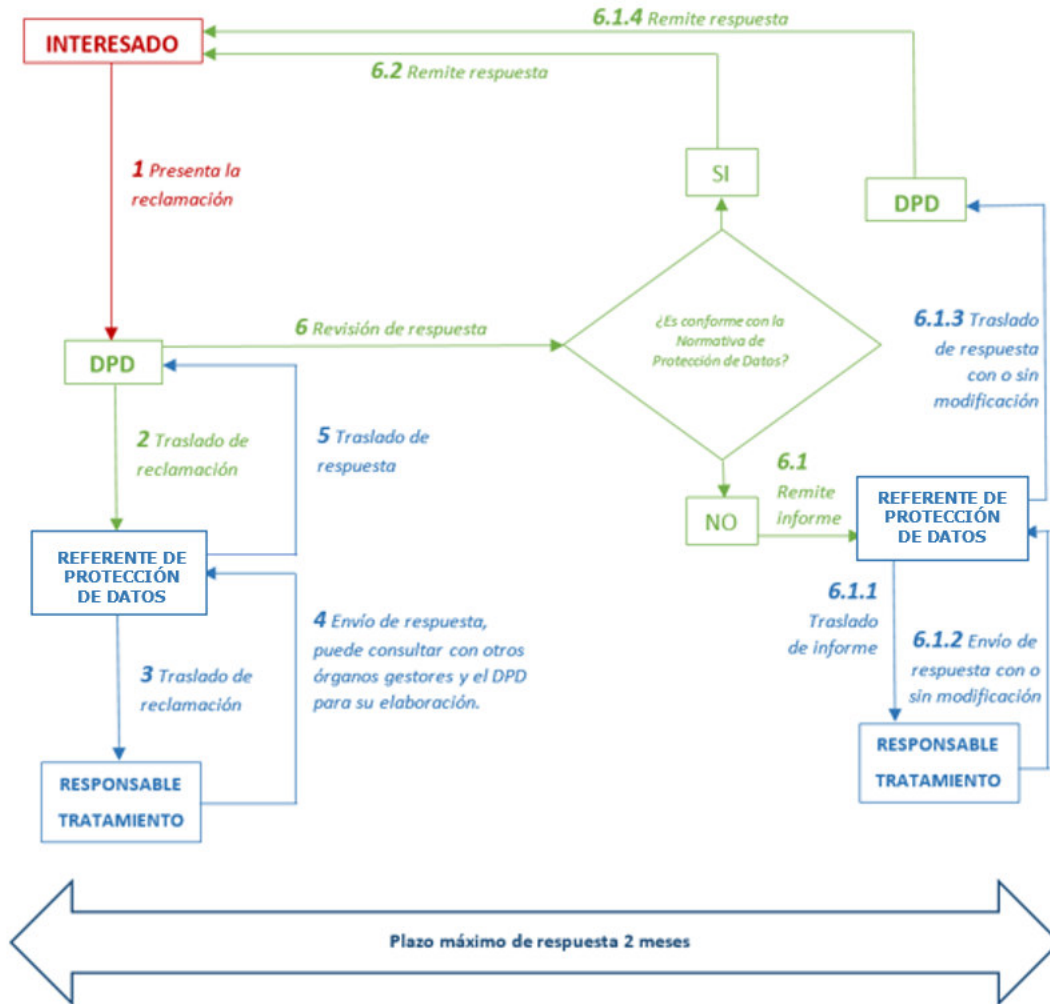 6.1.4 Remite respuesta
INTERESADO
6.2 Remite respuesta
1 Presenta la
reclamación
SI
DPD
6 Revisión de respuesta
¿Es conforme con la
Normativa de
Protección de Datos?
6.1.3 Traslado
de respuesta
con o sin
modificación
DPD
2 Traslado de
reclamación
5 Traslado de
respuesta
6.1
Remite
informe
NO
REFERENTE DE
PROTECCIÓN
DE DATOS
REFERENTE DE
PROTECCIÓN
DE DATOS
3 Traslado de
reclamación
4 Envío de respuesta,
puede consultar con otros
órganos gestores y el DPD
para su elaboración.
6.1.1
Traslado
de informe
6.1.2 Envío de
respuesta con o
sin modificación
RESPONSABLE
TRATAMIENTO
RESPONSABLE
TRATAMIENTO
Plazo máximo de respuesta 2 meses